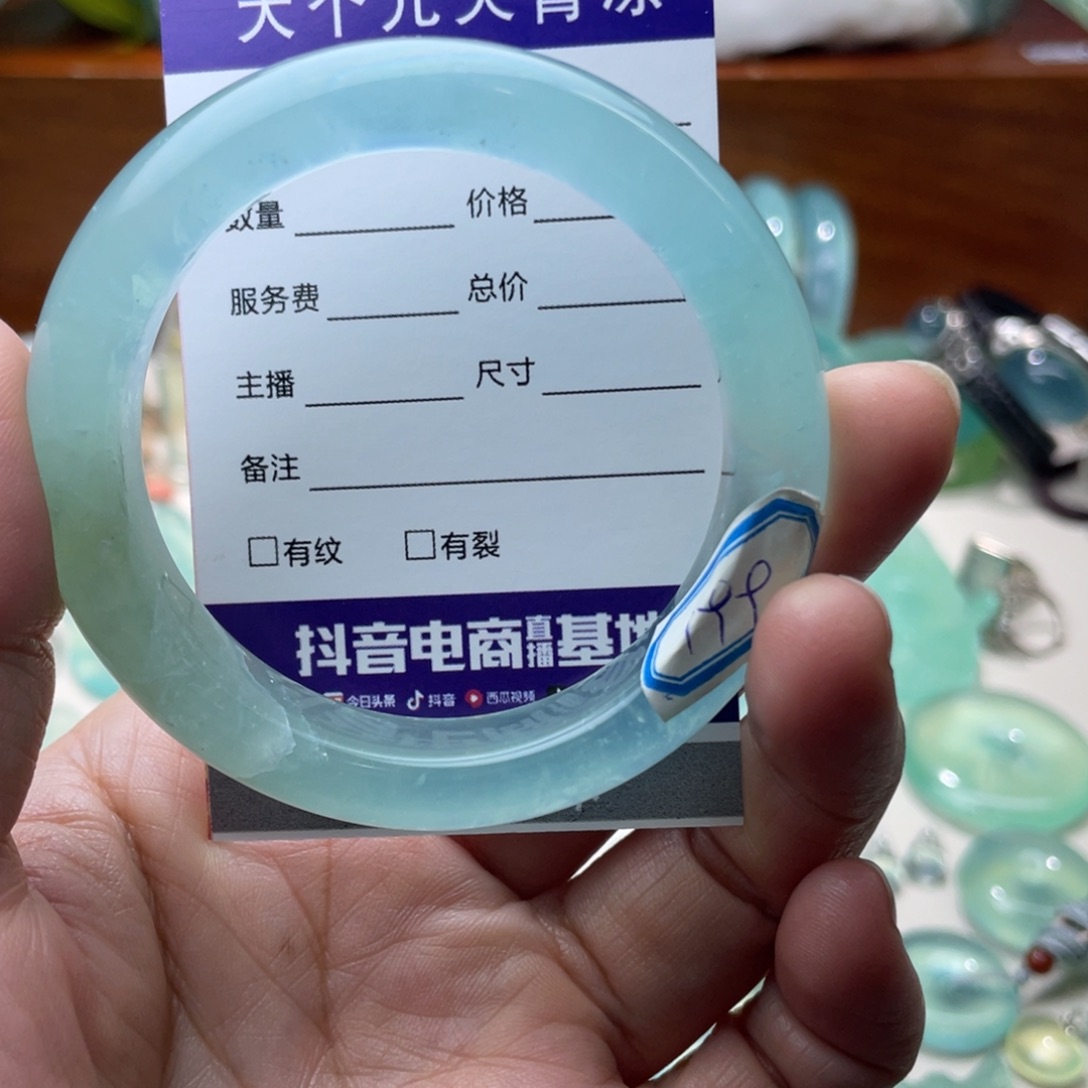 数量 价格
服务费 总价
主播 尺寸
备注
□有纹 □有裂
抖音电商直播基地
今日头条 抖音 西瓜视频
199